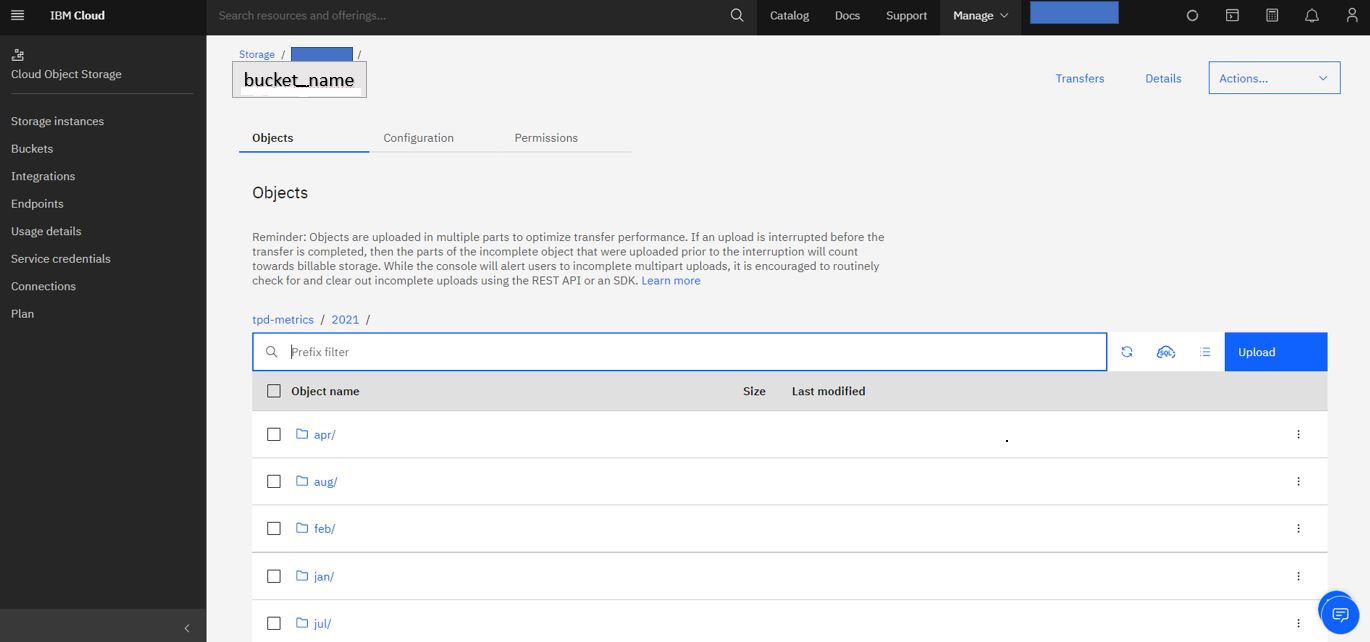 IBM Cloud
Search resources and offerings...
Catalog
Docs
Support
Manage
Cloud Object Storage
Storage instances
Buckets
Integrations
Endpoints
Usage details
Service credentials
Connections
Plan
Storage / /
bucket_name
Transfers
Details
Actions...
Objects
Configuration
Permissions
Objects
Reminder: Objects are uploaded in multiple parts to optimize transfer performance. If an upload is interrupted before the
transfer is completed, then the parts of the incomplete object that were uploaded prior to the interruption will count
towards billable storage. While the console will alert users to incomplete multipart uploads, it is encouraged to routinely
check for and clear out incomplete uploads using the REST API or an SDK. Learn more
tpd-metrics / 2021 /
Prefix filter
SQL
Upload
Object name
Size
Last modified
apr/
aug/
feb/
jan/
jul/